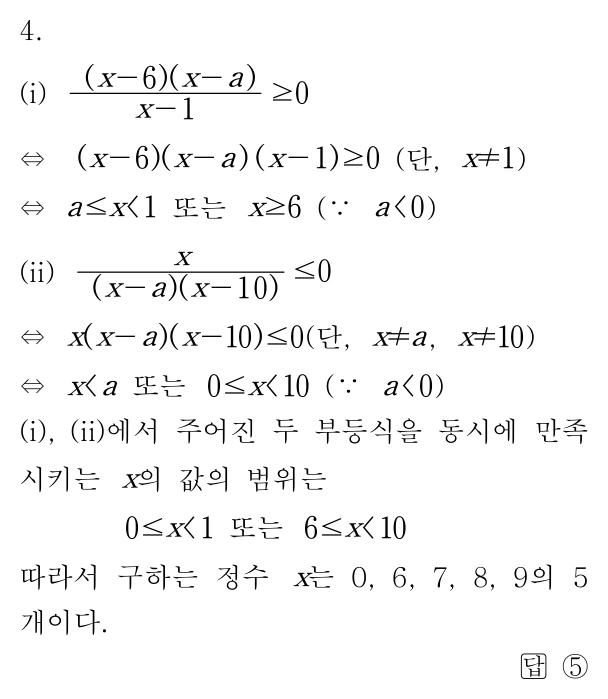 4.
(i) (x−6)(x−a)/(x−1) ≥0
⇔ (x−6)(x−a)(x−1)≥0 (단, x≠1)
⇔ a≤x<1 또는 x≥6 (∵ a<0)
(ii) x/((x−a)(x−10)) ≤0
⇔ x(x−a)(x−10)≤0(단, x≠a, x≠10)
⇔ x<a 또는 0≤x<10 (∵ a<0)
(i), (ii)에서 주어진 두 부등식을 동시에 만족
시키는 x의 값의 범위는
0≤x<1 또는 6≤x<10
따라서 구하는 정수 x는 0, 6, 7, 8, 9의 5
개이다.
답 ⑤